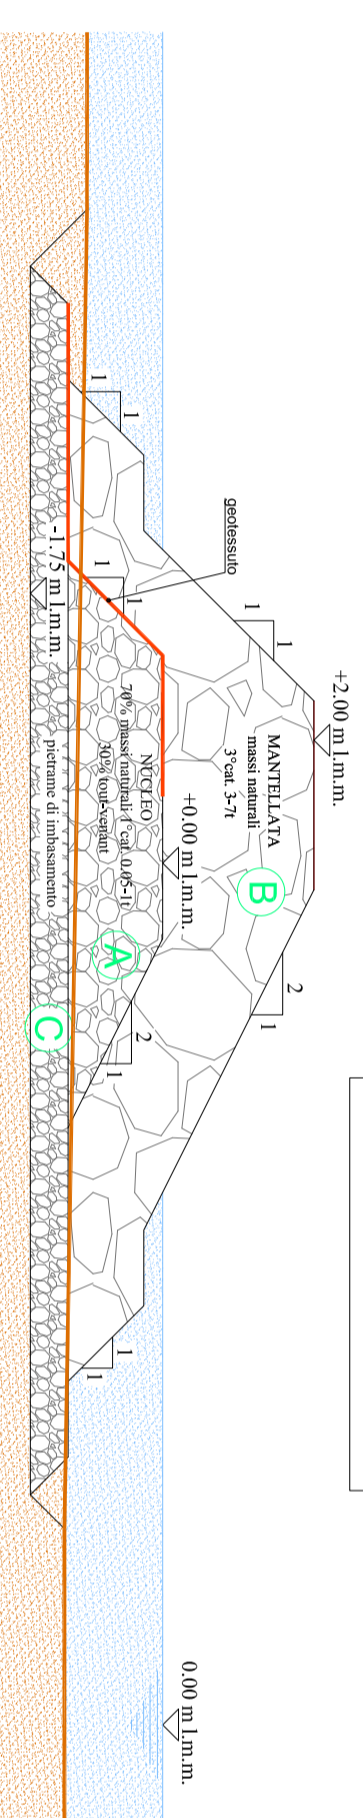 +2.00 m l.m.m.
1
1
MANTELLATA
massi naturali
3°cat. 3-7t
B
2
1
geotessuto
+0.00 m l.m.m.
0.00 m l.m.m.
1
1
NUCLEO
70% massi naturali 1°cat. 0.05-1t
30% tout-venant
A
2
1
1
1
1
1
-1.75 m l.m.m.
pietrame di imbasamento
C